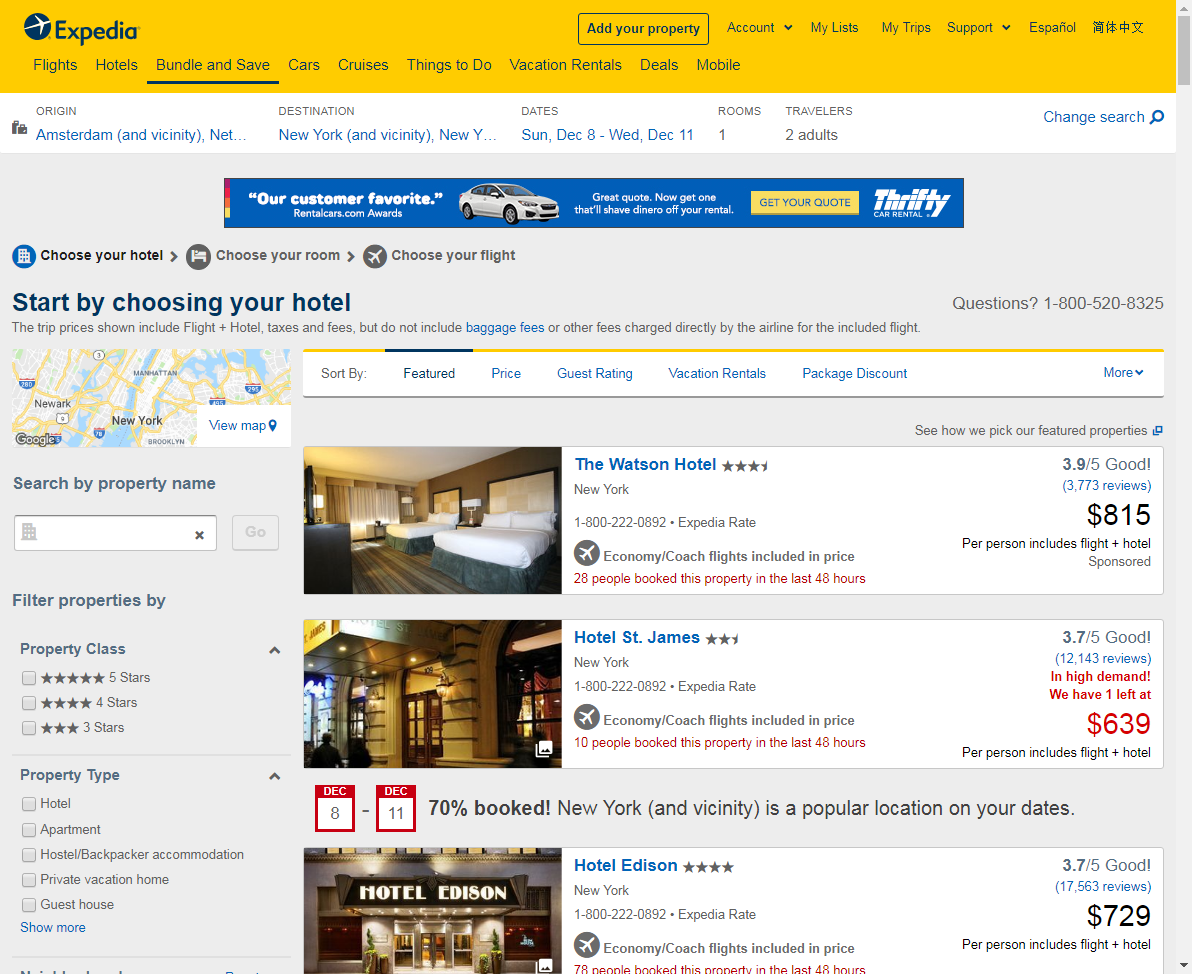 Expedia
Add your property
Account
My Lists
My Trips
Support
Español
简体中文
Flights
Hotels
Bundle and Save
Cars
Cruises
Things to Do
Vacation Rentals
Deals
Mobile
ORIGIN
Amsterdam (and vicinity), Net…
DESTINATION
New York (and vicinity), New Y…
DATES
Sun, Dec 8 - Wed, Dec 11
ROOMS
1
TRAVELERS
2 adults
Change search
“Our customer favorite.”
Rentalcars.com Awards
Great quote. Now get one
that’ll shave dinero off your rental.
GET YOUR QUOTE
Thrifty
CAR RENTAL
Choose your hotel
Choose your room
Choose your flight
Start by choosing your hotel
Questions? 1-800-520-8325
The trip prices shown include Flight + Hotel, taxes and fees, but do not include baggage fees or other fees charged directly by the airline for the included flight.
MANHATTAN
Newark
New York
BROOKLYN
3
280
295
495
9
78
Google
View map
Sort By:
Featured
Price
Guest Rating
Vacation Rentals
Package Discount
More
See how we pick our featured properties
Search by property name
Go
Filter properties by
Property Class
5 Stars
4 Stars
3 Stars
Property Type
Hotel
Apartment
Hostel/Backpacker accommodation
Private vacation home
Guest house
Show more
The Watson Hotel
New York
1-800-222-0892 • Expedia Rate
Economy/Coach flights included in price
28 people booked this property in the last 48 hours
3.9/5 Good!
(3,773 reviews)
$815
Per person includes flight + hotel
Sponsored
Hotel St. James
New York
1-800-222-0892 • Expedia Rate
Economy/Coach flights included in price
10 people booked this property in the last 48 hours
3.7/5 Good!
(12,143 reviews)
In high demand!
We have 1 left at
$639
Per person includes flight + hotel
DEC
8
-
DEC
11
70% booked! New York (and vicinity) is a popular location on your dates.
HOTEL EDISON
Hotel Edison
New York
1-800-222-0892 • Expedia Rate
Economy/Coach flights included in price
78 people booked this property in the last 48 hours
3.7/5 Good!
(17,563 reviews)
$729
Per person includes flight + hotel